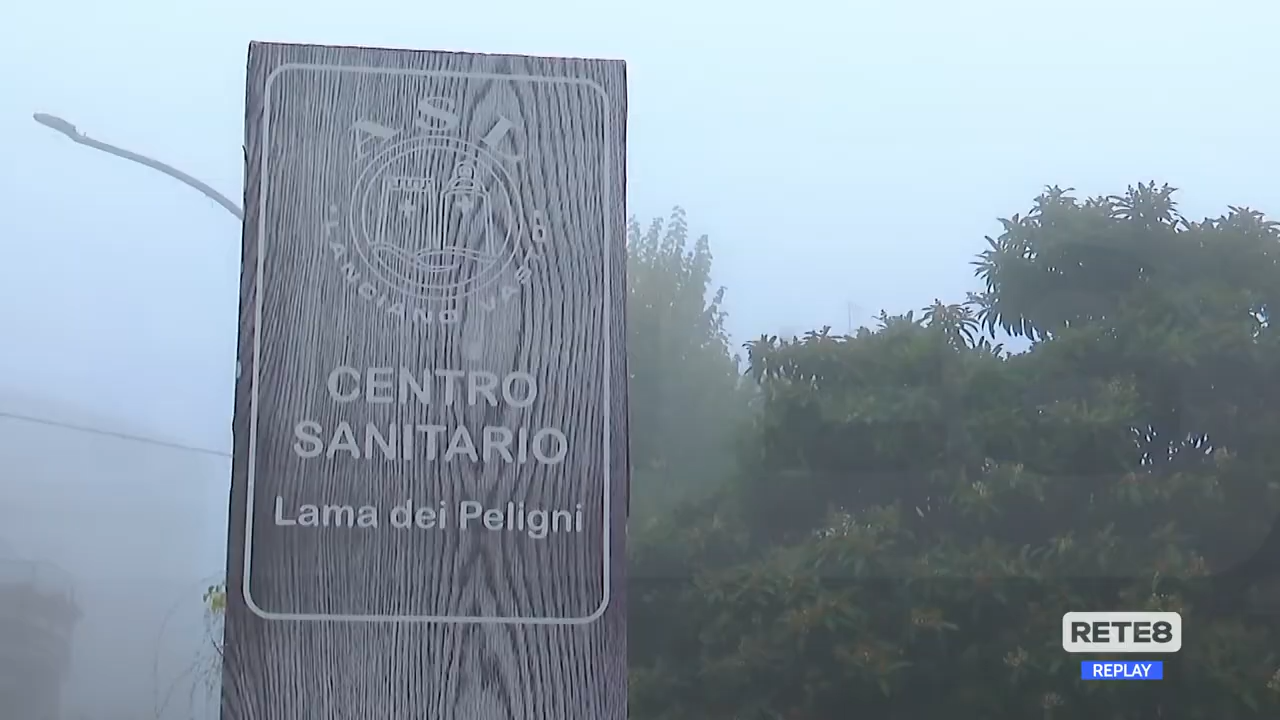 ASL
LANCIANO VASTO
CENTRO
SANITARIO
Lama dei Peligni
RETE8
REPLAY